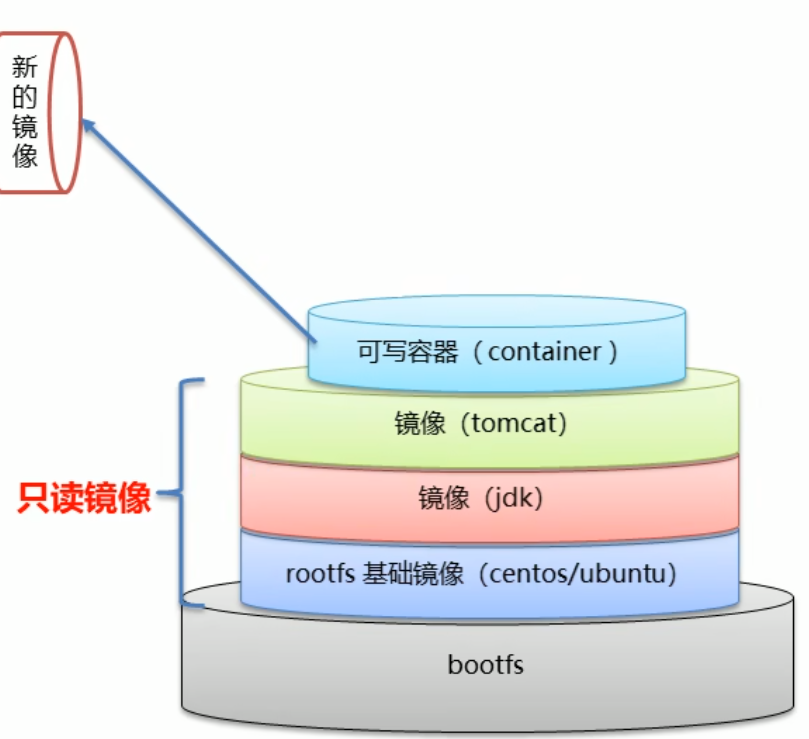 新的镜像
可写容器（container ）
镜像（tomcat）
镜像（jdk）
只读镜像
rootfs 基础镜像（centos/ubuntu）
bootfs